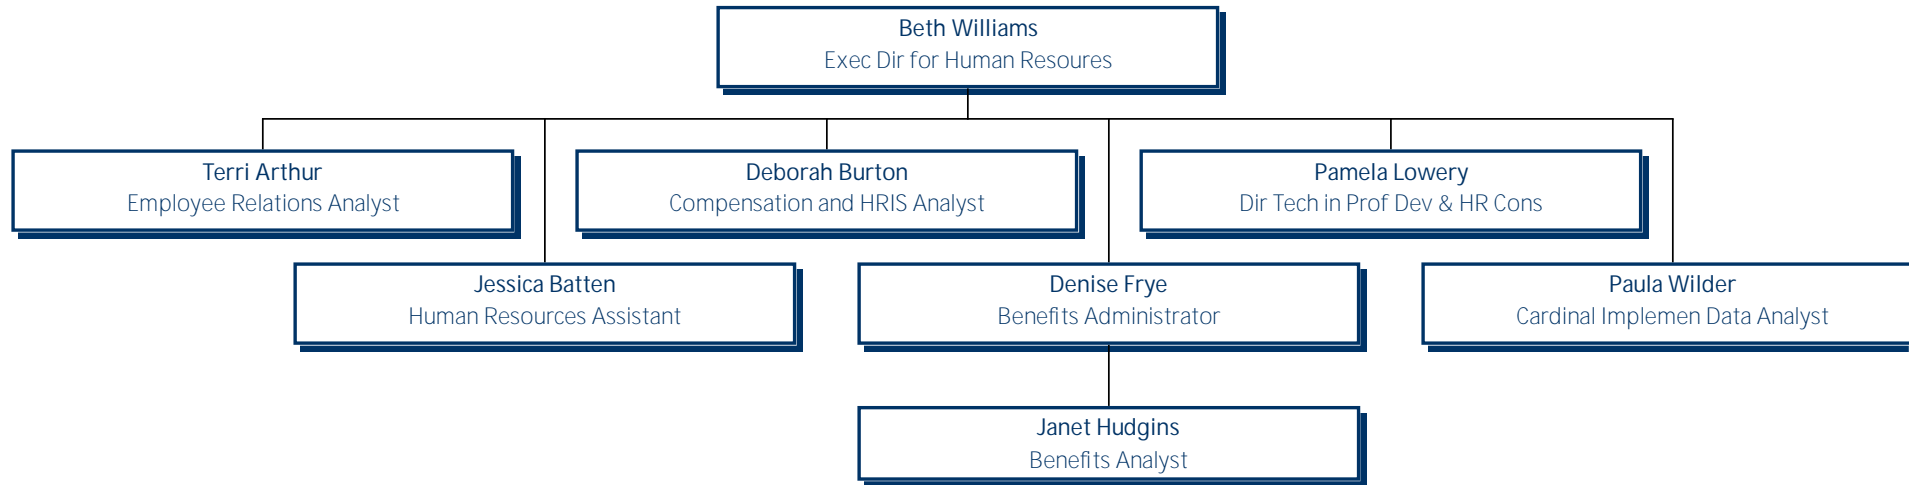 Beth Williams
Exec Dir for Human Resoures
Terri Arthur
Employee Relations Analyst
Deborah Burton
Compensation and HRIS Analyst
Pamela Lowery
Dir Tech in Prof Dev & HR Cons
Jessica Batten
Human Resources Assistant
Denise Frye
Benefits Administrator
Paula Wilder
Cardinal Implemen Data Analyst
Janet Hudgins
Benefits Analyst